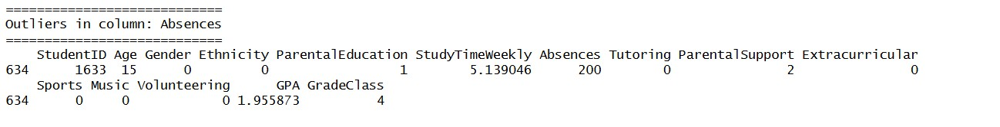 ============================
Outliers in column: Absences
============================
    StudentID Age Gender Ethnicity ParentalEducation StudyTimeWeekly Absences Tutoring ParentalSupport Extracurricular
634      1633  15      0         0                 1        5.139046      200        0               2               0
    Sports Music Volunteering      GPA GradeClass
634      0     0            0 1.955873          4